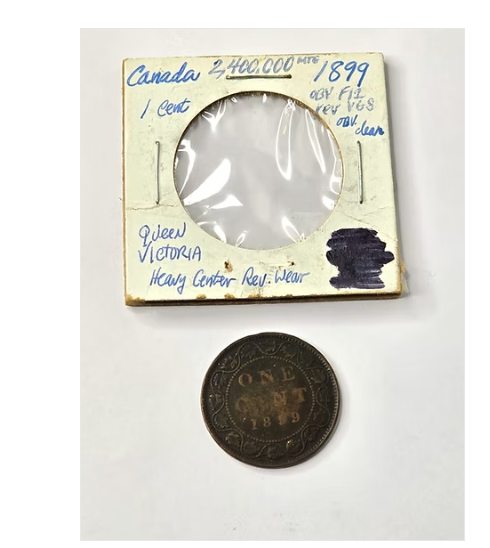 Canada 2,400,000 MTG 1899
1 Cent OBV F12
rev VG8
OBV. clean
Queen
Victoria
Heavy Center Rev. Wear
ONE
CENT
1899